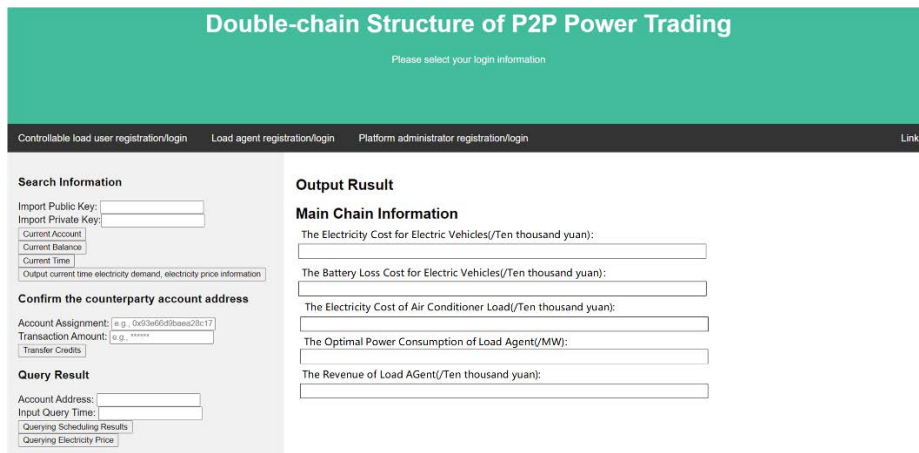 Double-chain Structure of P2P Power Trading
Please select your login information
Controllable load user registration/login Load agent registration/login Platform administrator registration/login Link
Search Information
Import Public Key:
Import Private Key:
Current Account
Current Balance
Current Time
Output current time electricity demand, electricity price information
Confirm the counterparty account address
Account Assignment: e.g., 0x93e66d9baea28c17
Transaction Amount: e.g., ******
Transfer Credits
Query Result
Account Address:
Input Query Time:
Querying Scheduling Results
Querying Electricity Price
Output Rusult
Main Chain Information
The Electricity Cost for Electric Vehicles(/Ten thousand yuan):
The Battery Loss Cost for Electric Vehicles(/Ten thousand yuan):
The Electricity Cost of Air Conditioner Load(/Ten thousand yuan):
The Optimal Power Consumption of Load Agent(/MW):
The Revenue of Load AGent(/Ten thousand yuan):